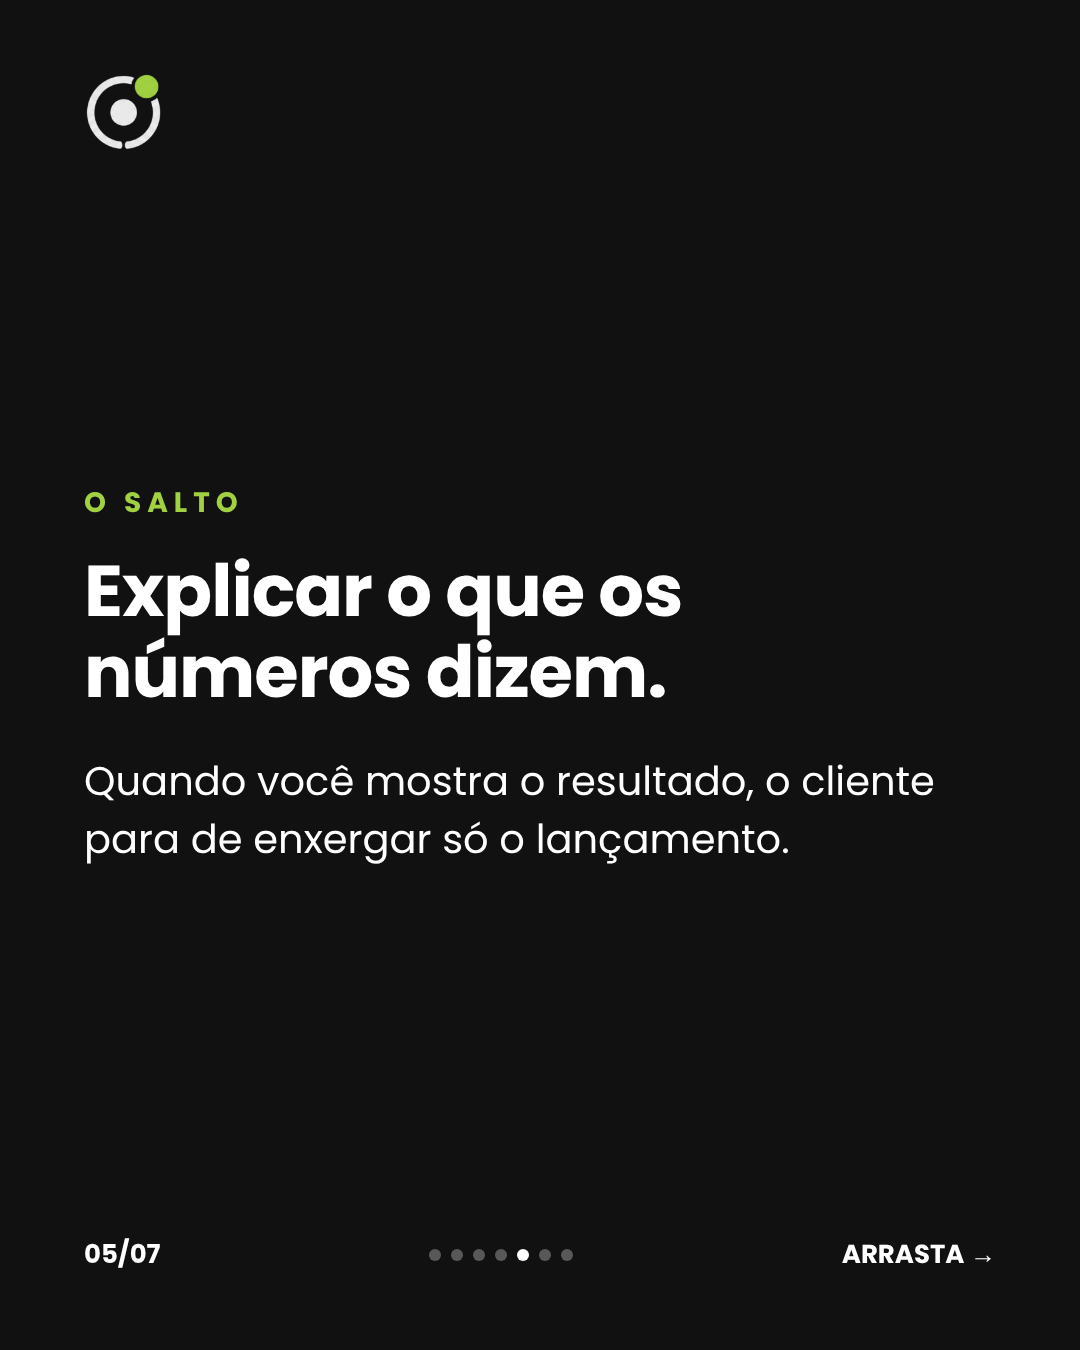 O SALTO
Explicar o que os
números dizem.
Quando você mostra o resultado, o cliente
para de enxergar só o lançamento.
05/07
ARRASTA →